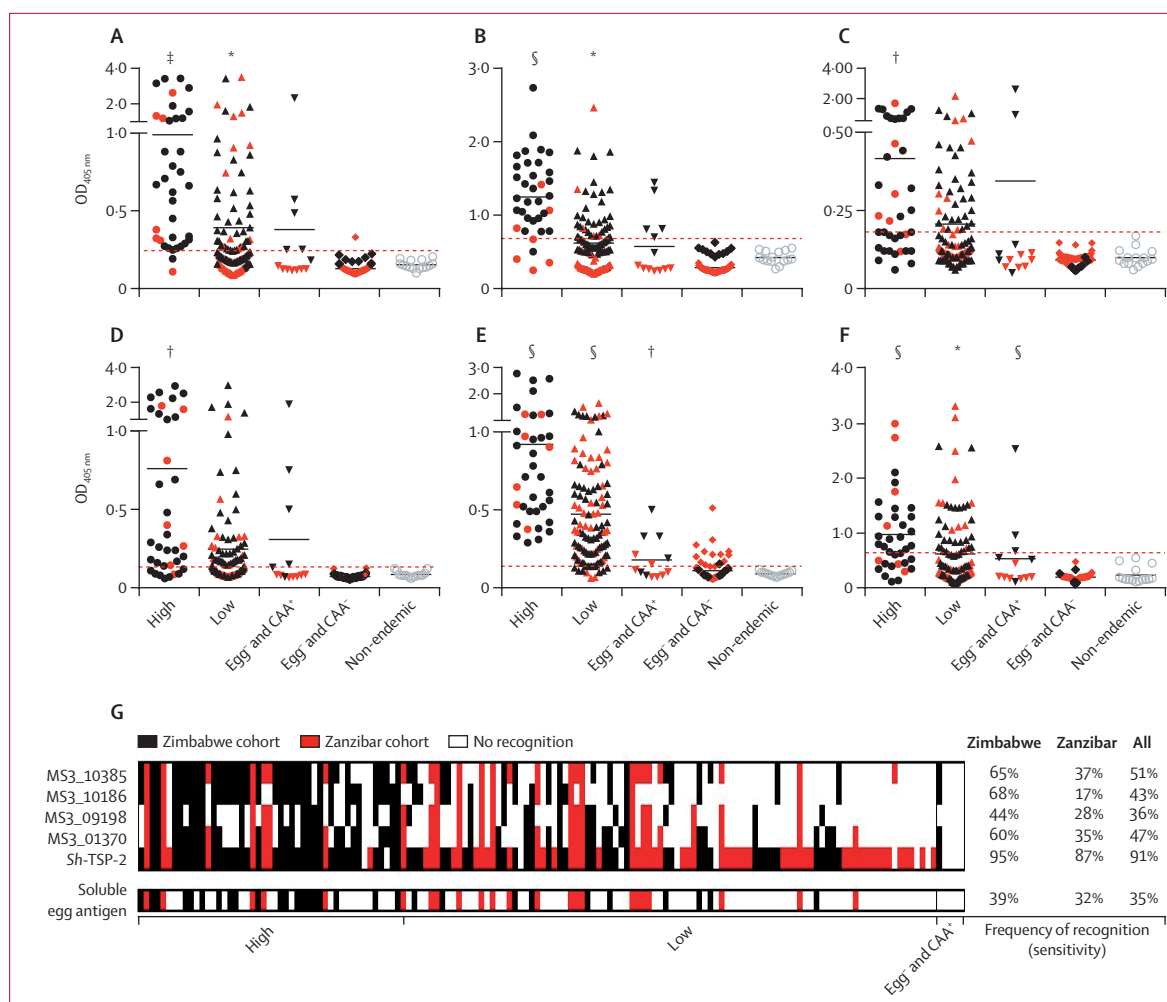 A
B
C
‡
*
§
*
†
4·0
2·0
1·0
0·5
0
OD405 nm
3·0
2·0
1·0
0
4·00
2·00
0·50
0·25
0
D
E
F
†
§
§
†
§
*
§
4·0
2·0
1·0
0·5
0
OD405 nm
3·0
2·0
1·0
0·5
0
4·0
3·0
2·0
1·0
0
High
Low
Egg⁻ and CAA⁺
Egg⁻ and CAA⁻
Non-endemic
High
Low
Egg⁻ and CAA⁺
Egg⁻ and CAA⁻
Non-endemic
High
Low
Egg⁻ and CAA⁺
Egg⁻ and CAA⁻
Non-endemic
G
Zimbabwe cohort Zanzibar cohort No recognition Zimbabwe Zanzibar All
MS3_10385 65% 37% 51%
MS3_10186 68% 17% 43%
MS3_09198 44% 28% 36%
MS3_01370 60% 35% 47%
Sh-TSP-2 95% 87% 91%
Soluble
egg antigen 39% 32% 35%
High
Low
Egg⁻ and CAA⁺
Frequency of recognition
(sensitivity)